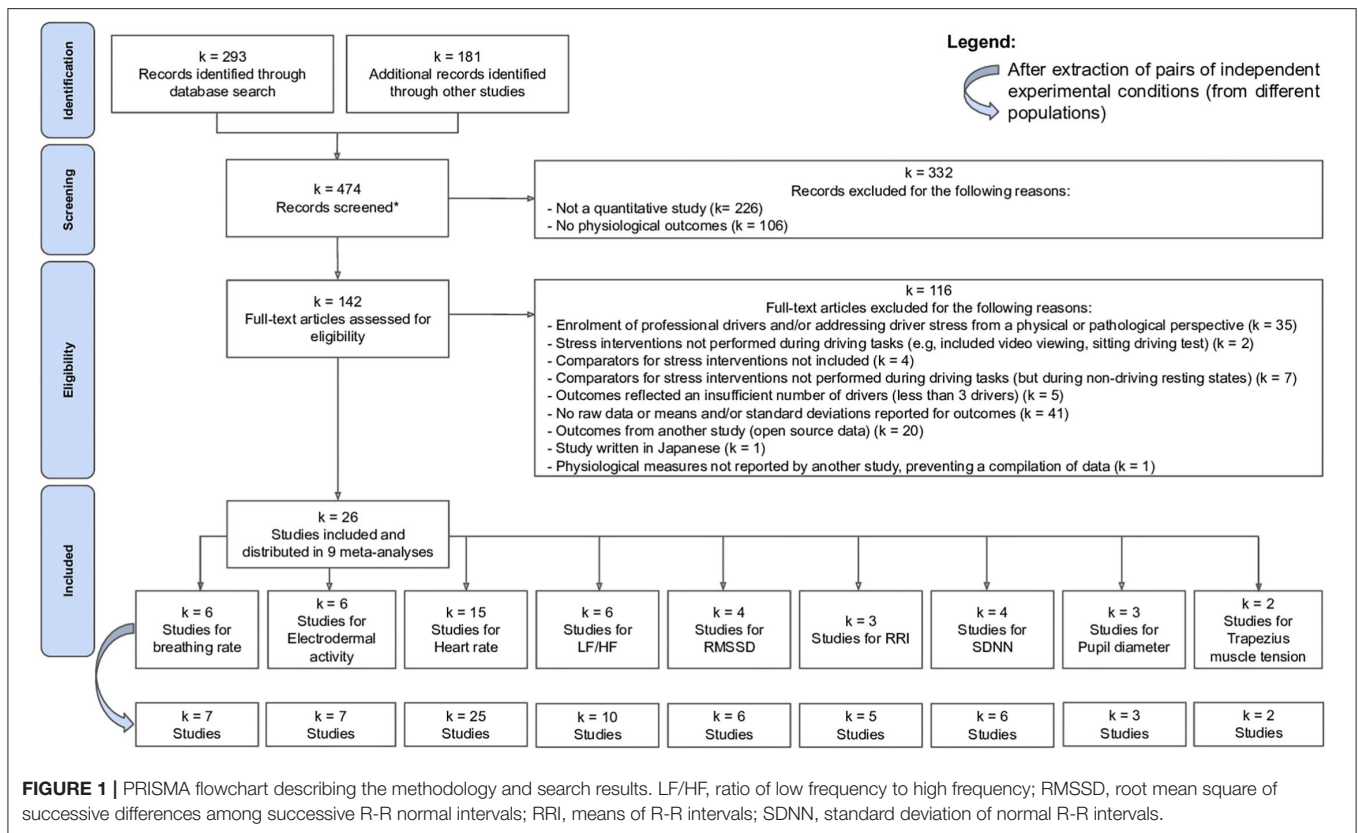 Identification
k = 293
Records identified through
database search
k = 181
Additional records identified
through other studies
Legend:
After extraction of pairs of independent
experimental conditions (from different
populations)
Screening
k = 474
Records screened*
k = 332
Records excluded for the following reasons:
- Not a quantitative study (k= 226)
- No physiological outcomes (k = 106)
Eligibility
k = 142
Full-text articles assessed for
eligibility
k = 116
Full-text articles excluded for the following reasons:
- Enrolment of professional drivers and/or addressing driver stress from a physical or pathological perspective (k = 35)
- Stress interventions not performed during driving tasks (e.g, included video viewing, sitting driving test) (k = 2)
- Comparators for stress interventions not included (k = 4)
- Comparators for stress interventions not performed during driving tasks (but during non-driving resting states) (k = 7)
- Outcomes reflected an insufficient number of drivers (less than 3 drivers) (k = 5)
- No raw data or means and/or standard deviations reported for outcomes (k = 41)
- Outcomes from another study (open source data) (k = 20)
- Study written in Japanese (k = 1)
- Physiological measures not reported by another study, preventing a compilation of data (k = 1)
Included
k = 26
Studies included and
distributed in 9 meta-analyses
k = 6
Studies for
breathing rate
k = 6
Studies for
Electrodermal
activity
k = 15
Studies for
Heart rate
k = 6
Studies for
LF/HF
k = 4
Studies for
RMSSD
k = 3
Studies for RRI
k = 4
Studies for
SDNN
k = 3
Studies for
Pupil diameter
k = 2
Studies for
Trapezius
muscle tension
k = 7
Studies
k = 7
Studies
k = 25
Studies
k = 10
Studies
k = 6
Studies
k = 5
Studies
k = 6
Studies
k = 3
Studies
k = 2
Studies
FIGURE 1 | PRISMA flowchart describing the methodology and search results. LF/HF, ratio of low frequency to high frequency; RMSSD, root mean square of
successive differences among successive R-R normal intervals; RRI, means of R-R intervals; SDNN, standard deviation of normal R-R intervals.